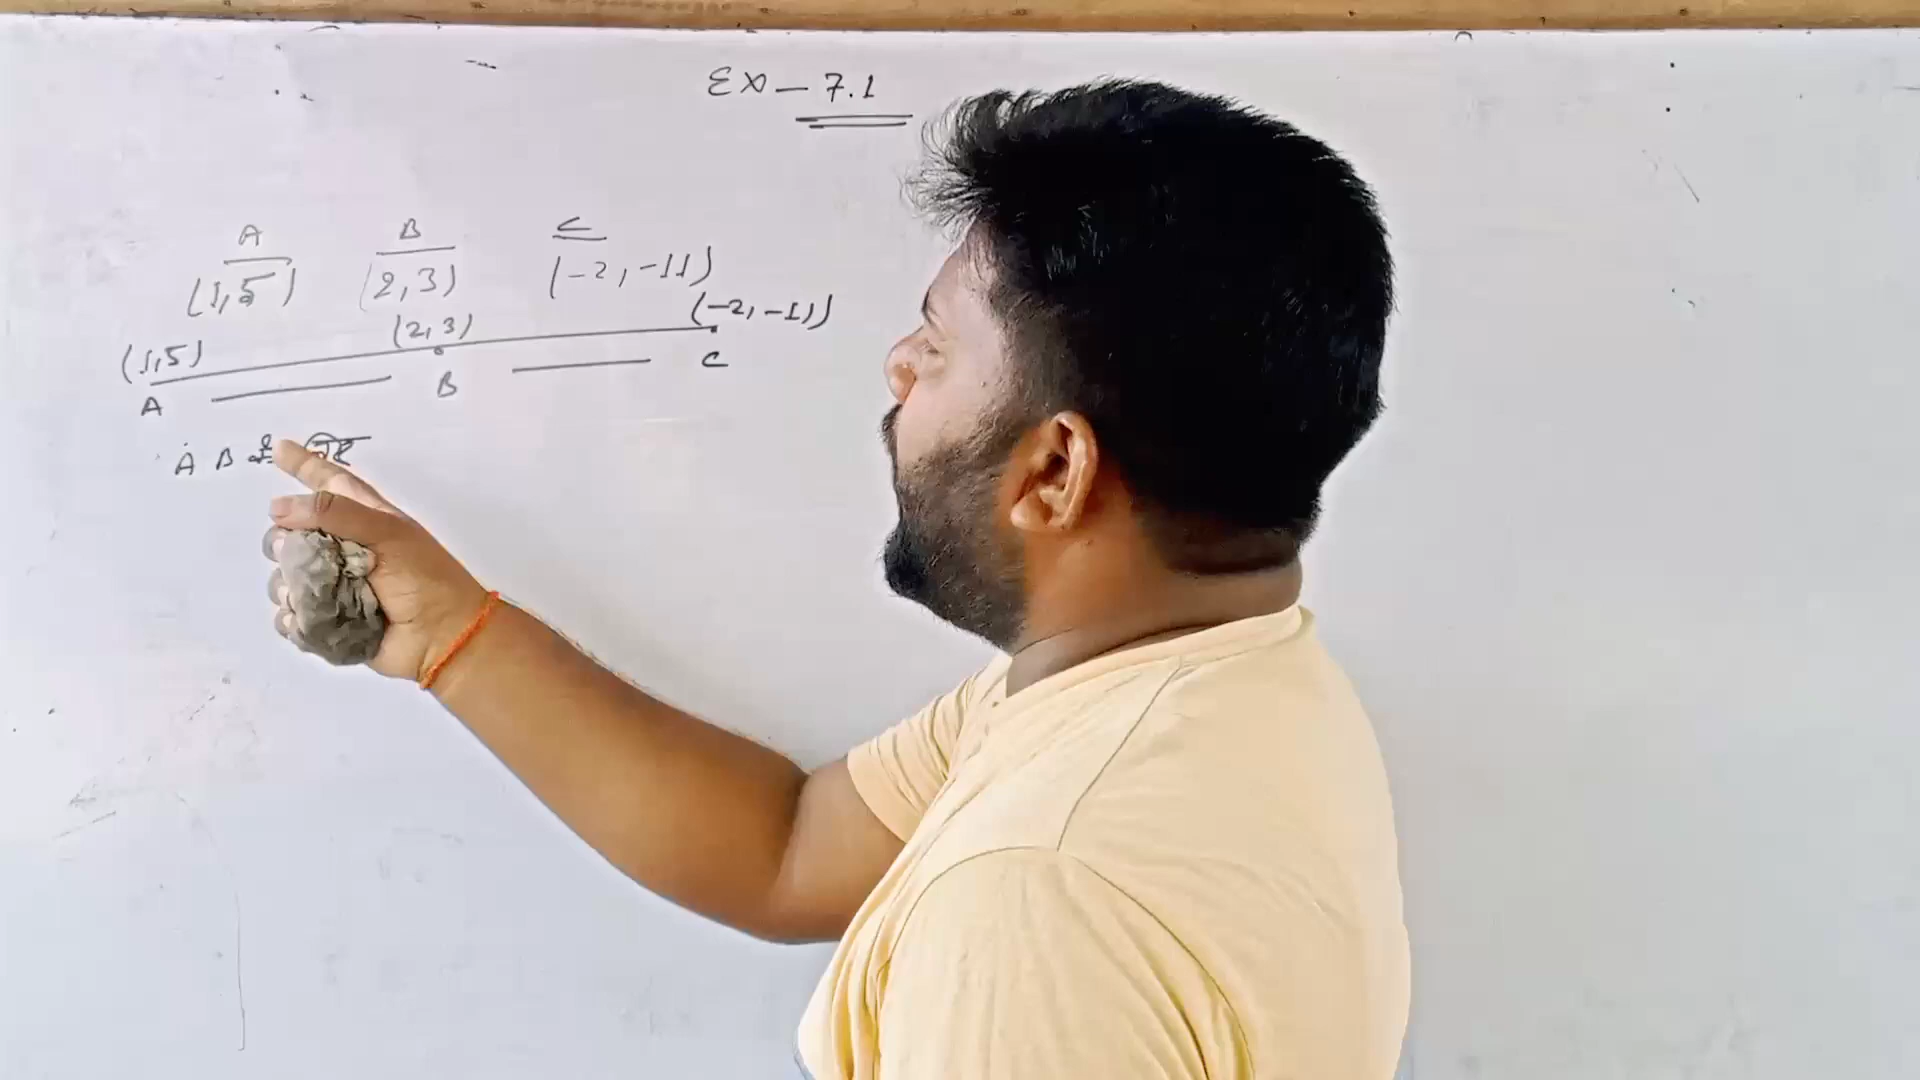 EX - 7.1
A B C
(1,5) (2,3) (-2,-11)
(1,5) (2,3) (-2,-11)
A B C
A B